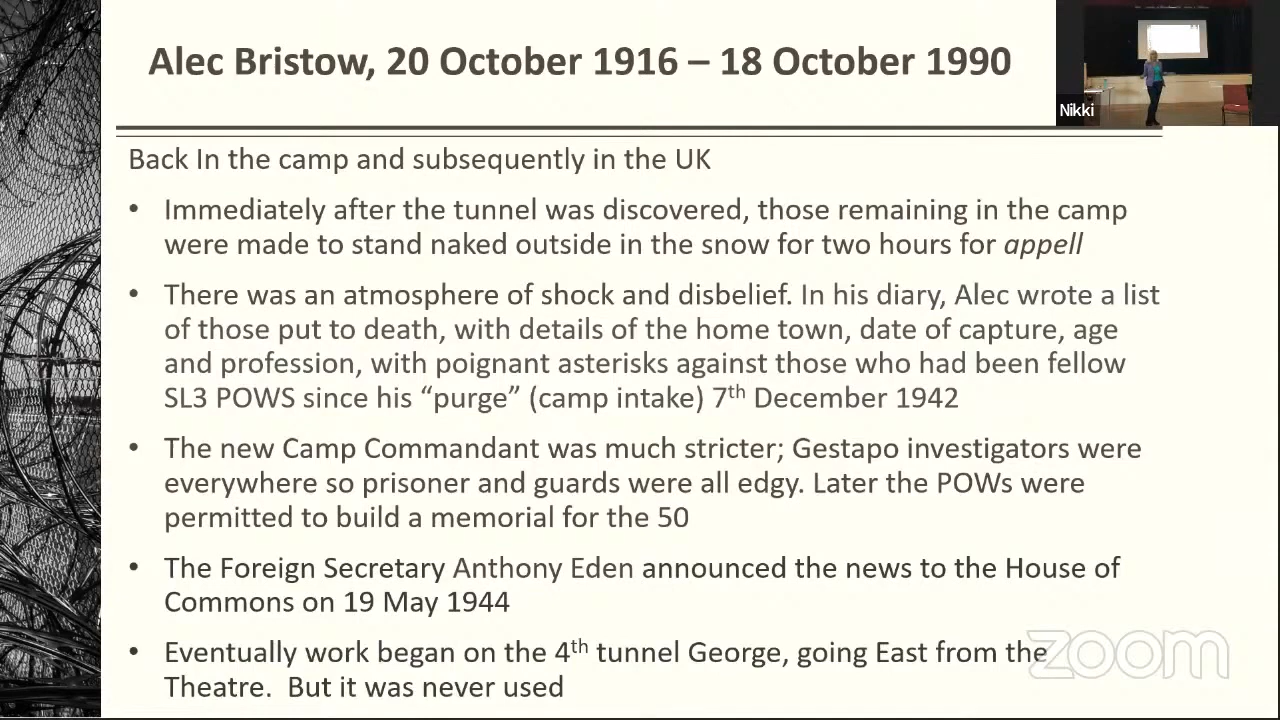 Alec Bristow, 20 October 1916 – 18 October 1990
Nikki
Back In the camp and subsequently in the UK
• Immediately after the tunnel was discovered, those remaining in the camp
were made to stand naked outside in the snow for two hours for appell
• There was an atmosphere of shock and disbelief. In his diary, Alec wrote a list
of those put to death, with details of the home town, date of capture, age
and profession, with poignant asterisks against those who had been fellow
SL3 POWS since his “purge” (camp intake) 7th December 1942
• The new Camp Commandant was much stricter; Gestapo investigators were
everywhere so prisoner and guards were all edgy. Later the POWs were
permitted to build a memorial for the 50
• The Foreign Secretary Anthony Eden announced the news to the House of
Commons on 19 May 1944
• Eventually work began on the 4th tunnel George, going East from the
Theatre.  But it was never used
zoom